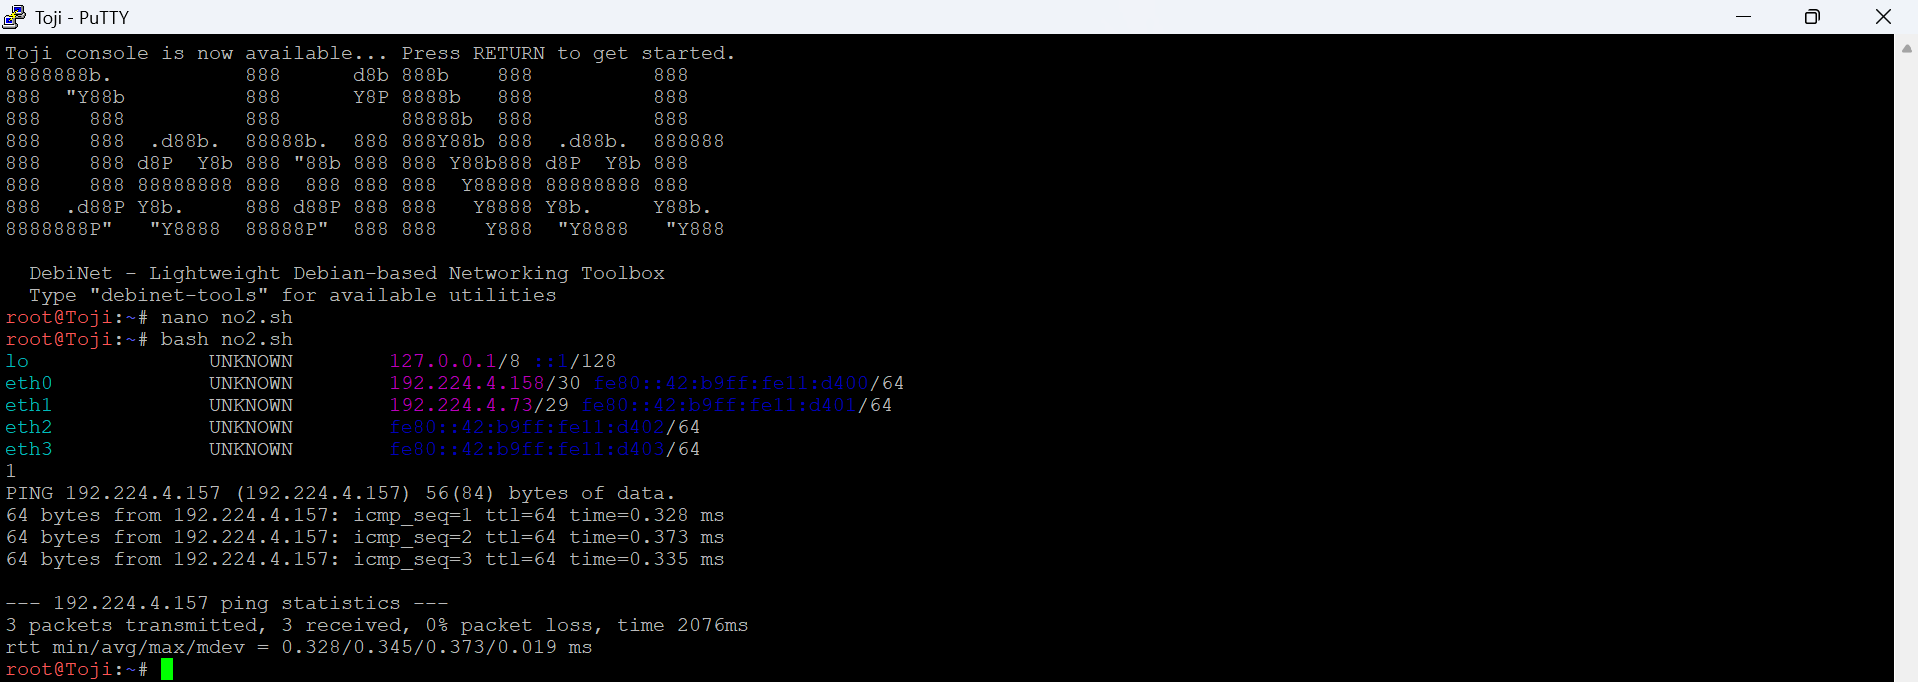 Toji - PuTTY
Toji console is now available... Press RETURN to get started.
8888888b.           888      d8b 888b    888          888
888  "Y88b          888      Y8P 8888b   888          888
888    888          888          88888b  888          888
888    888  .d88b.  88888b.  888 888Y88b 888  .d88b.  888888
888    888 d8P  Y8b 888 "88b 888 888 Y88b888 d8P  Y8b 888
888    888 88888888 888  888 888 888  Y88888 88888888 888
888  .d88P Y8b.     888 d88P 888 888   Y8888 Y8b.     Y88b.
8888888P"   "Y8888  88888P"  888 888    Y888  "Y8888   "Y888
DebiNet - Lightweight Debian-based Networking Toolbox
Type "debinet-tools" for available utilities
root@Toji:~# nano no2.sh
root@Toji:~# bash no2.sh
lo               UNKNOWN        127.0.0.1/8 ::1/128
eth0             UNKNOWN        192.224.4.158/30 fe80::42:b9ff:fe11:d400/64
eth1             UNKNOWN        192.224.4.73/29 fe80::42:b9ff:fe11:d401/64
eth2             UNKNOWN        fe80::42:b9ff:fe11:d402/64
eth3             UNKNOWN        fe80::42:b9ff:fe11:d403/64
1
PING 192.224.4.157 (192.224.4.157) 56(84) bytes of data.
64 bytes from 192.224.4.157: icmp_seq=1 ttl=64 time=0.328 ms
64 bytes from 192.224.4.157: icmp_seq=2 ttl=64 time=0.373 ms
64 bytes from 192.224.4.157: icmp_seq=3 ttl=64 time=0.335 ms
--- 192.224.4.157 ping statistics ---
3 packets transmitted, 3 received, 0% packet loss, time 2076ms
rtt min/avg/max/mdev = 0.328/0.345/0.373/0.019 ms
root@Toji:~#